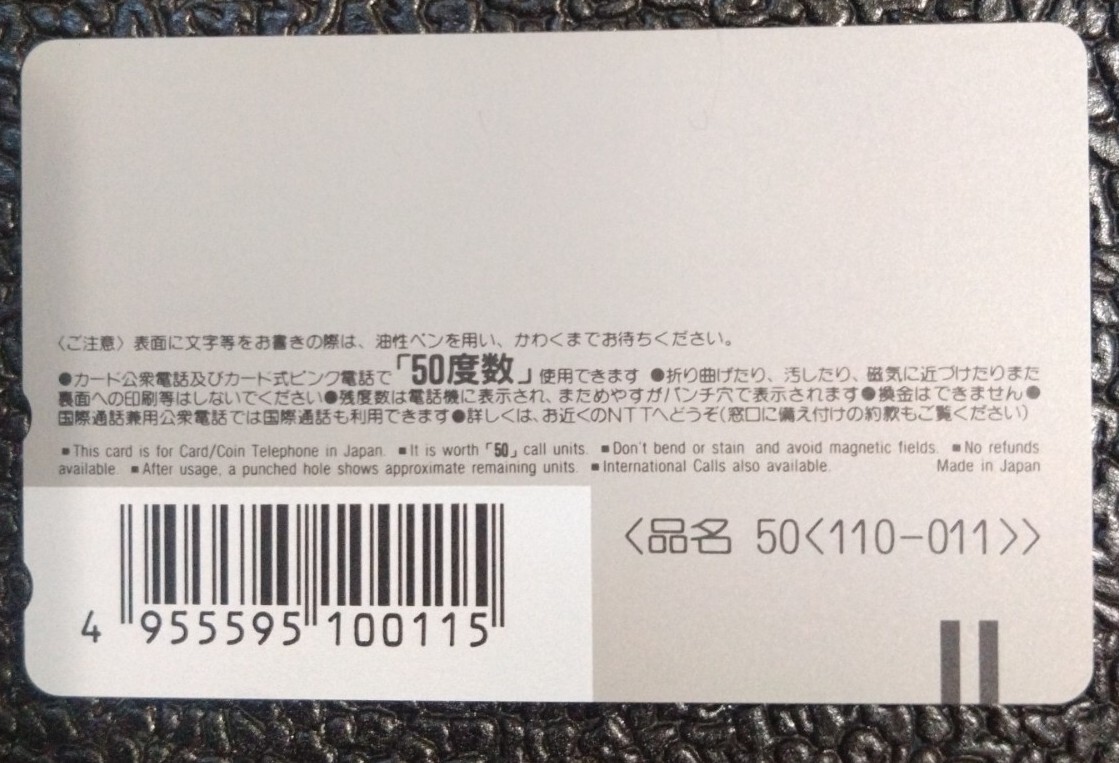 〈ご注意〉表面に文字等をお書きの際は、油性ペンを用い、かわくまでお待ちください。
●カード公衆電話及びカード式ピンク電話で「50度数」使用できます ●折り曲げたり、汚したり、磁気に近づけたりまた
裏面への印刷等はしないでください●残度数は電話機に表示され、まためやすがパンチ穴で表示されます●換金はできません●
国際通話兼用公衆電話では国際通話も利用できます●詳しくは、お近くのNTTへどうぞ(窓口に備え付けの約款もご覧ください)
■This card is for Card/Coin Telephone in Japan. ■It is worth「50」call units. ■Don't bend or stain and avoid magnetic fields. ■No refunds
available. ■After usage, a punched hole shows approximate remaining units. ■International Calls also available. Made in Japan
〈品名 50〈110-011〉〉
4 955595 100115